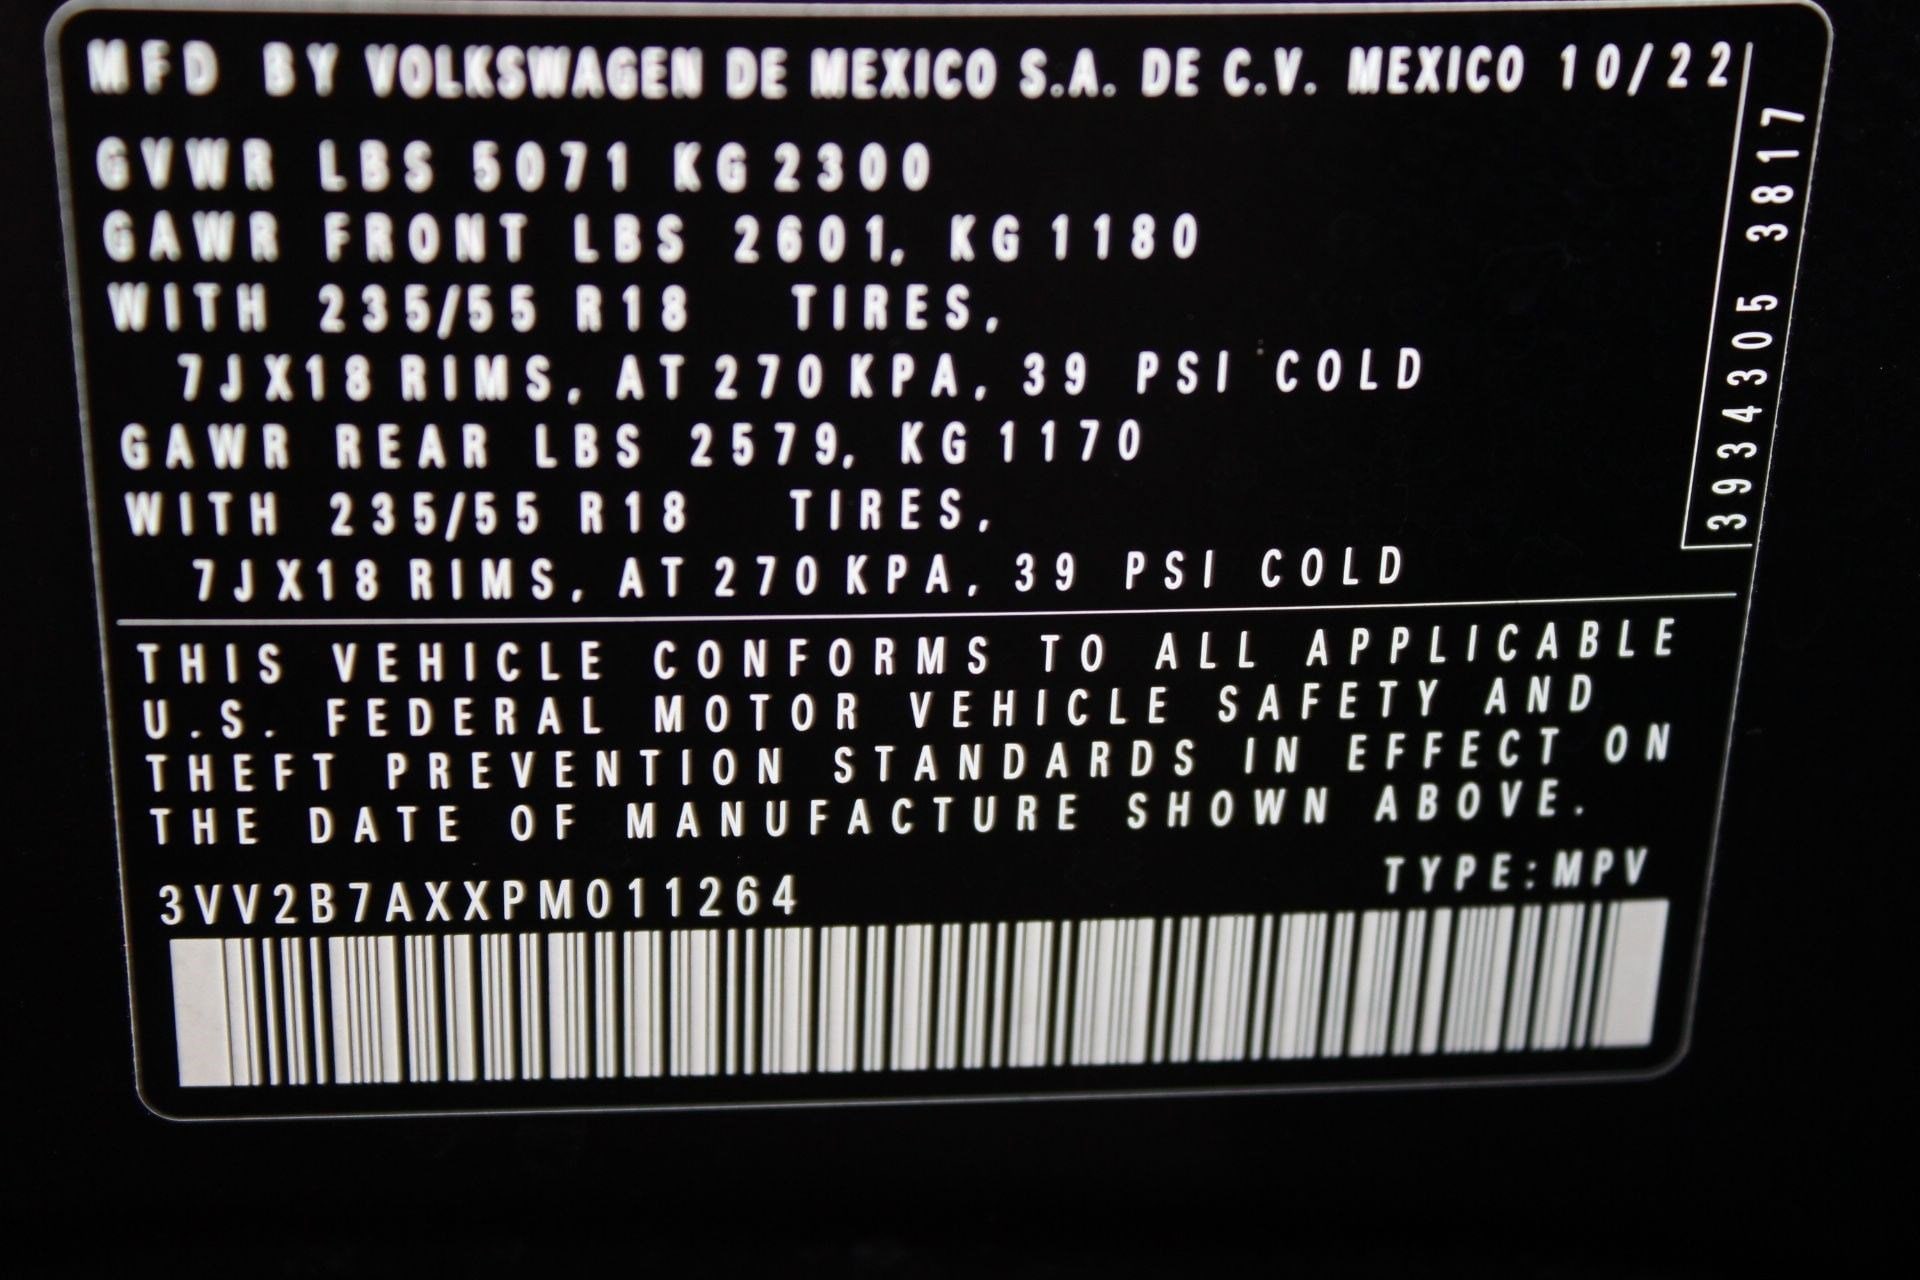 MFD BY VOLKSWAGEN DE MEXICO S.A. DE C.V. MEXICO 10/22
GVWR LBS 5071 KG 2300
GAWR FRONT LBS 2601, KG 1180
WITH 235/55 R18 TIRES,
7JX18 RIMS, AT 270 KPA, 39 PSI COLD
GAWR REAR LBS 2579, KG 1170
WITH 235/55 R18 TIRES,
7JX18 RIMS, AT 270 KPA, 39 PSI COLD
3934305 3817
THIS VEHICLE CONFORMS TO ALL APPLICABLE
U.S. FEDERAL MOTOR VEHICLE SAFETY AND
THEFT PREVENTION STANDARDS IN EFFECT ON
THE DATE OF MANUFACTURE SHOWN ABOVE.
3VV2B7AXXPM011264
TYPE:MPV